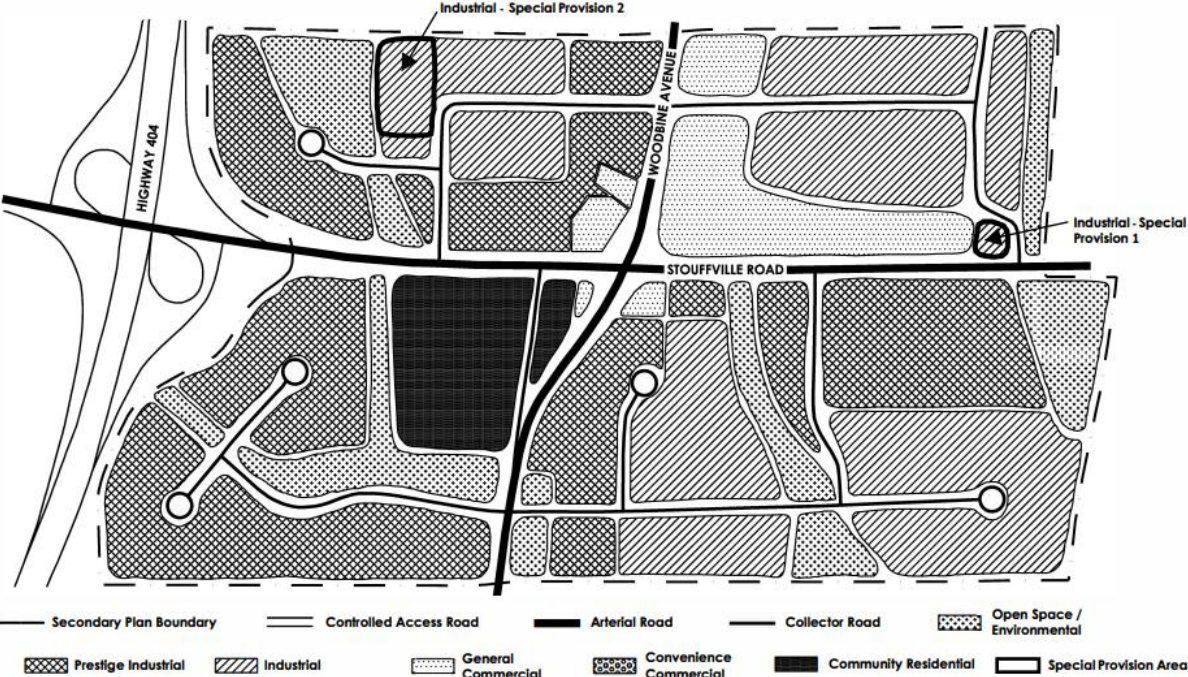 Industrial - Special Provision 2
WOODBINE AVENUE
HIGHWAY 404
Industrial - Special
Provision 1
STOUFFVILLE ROAD
Secondary Plan Boundary
Controlled Access Road
Arterial Road
Collector Road
Open Space /
Environmental
Prestige Industrial
Industrial
General
Commercial
Convenience
Commercial
Community Residential
Special Provision Area